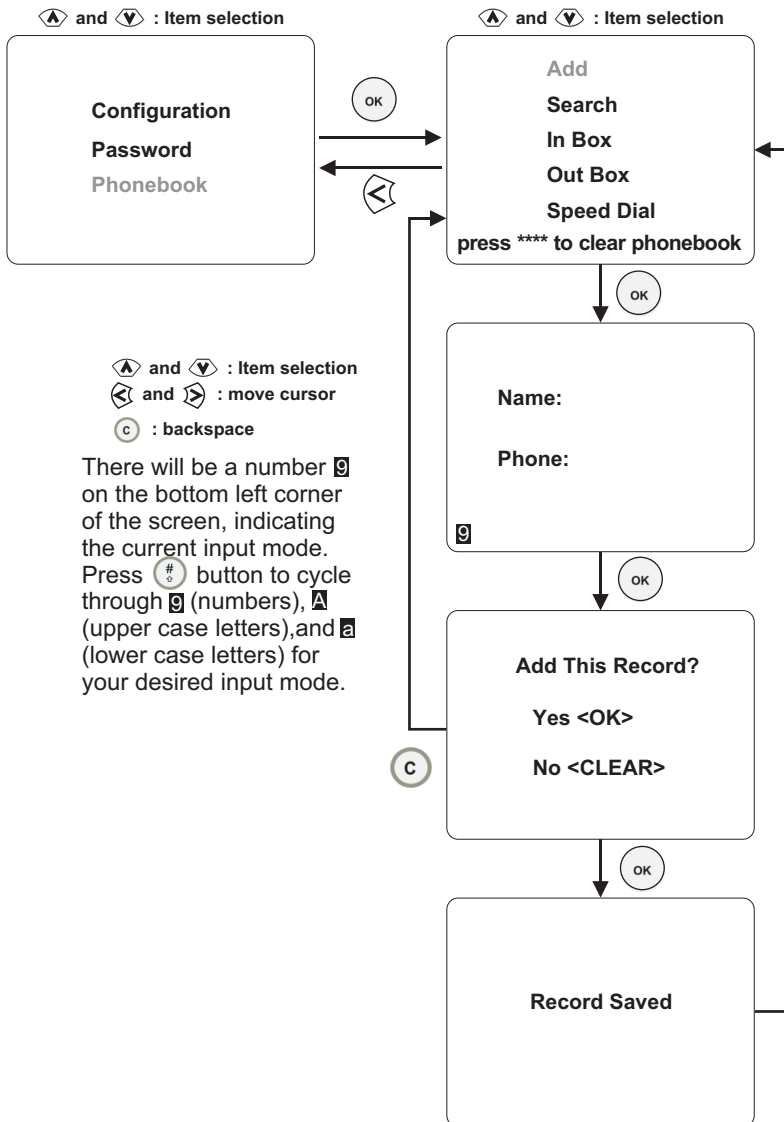 and : Item selection
Configuration
Password
Phonebook
OK
and : Item selection
Add
Search
In Box
Out Box
Speed Dial
press **** to clear phonebook
OK
and : Item selection
and : move cursor
C : backspace
There will be a number 9
on the bottom left corner
of the screen, indicating
the current input mode.
Press # button to cycle
through 9 (numbers), A
(upper case letters),and a
(lower case letters) for
your desired input mode.
Name:
Phone:
9
OK
Add This Record?
Yes <OK>
No <CLEAR>
C
OK
Record Saved